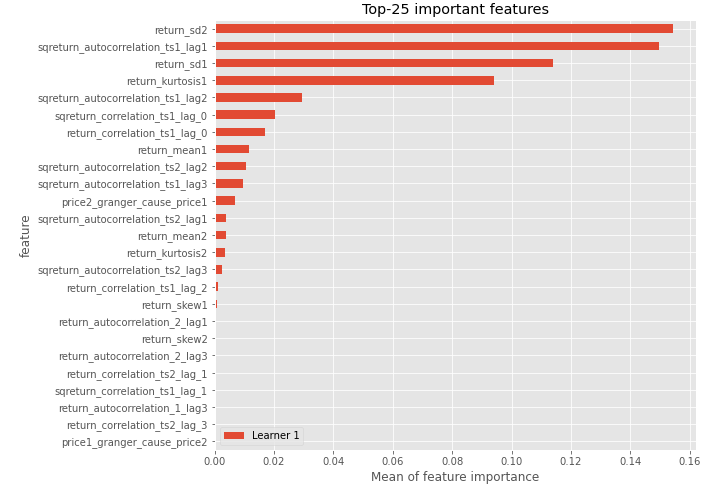 Top-25 important features
return_sd2
sqreturn_autocorrelation_ts1_lag1
return_sd1
return_kurtosis1
sqreturn_autocorrelation_ts1_lag2
sqreturn_correlation_ts1_lag_0
return_correlation_ts1_lag_0
return_mean1
sqreturn_autocorrelation_ts2_lag2
sqreturn_autocorrelation_ts1_lag3
price2_granger_cause_price1
sqreturn_autocorrelation_ts2_lag1
return_mean2
return_kurtosis2
sqreturn_autocorrelation_ts2_lag3
return_correlation_ts1_lag_2
return_skew1
return_autocorrelation_2_lag1
return_skew2
return_autocorrelation_2_lag3
return_correlation_ts2_lag_1
sqreturn_correlation_ts1_lag_1
return_autocorrelation_1_lag3
return_correlation_ts2_lag_3
price1_granger_cause_price2
feature
Learner 1
0.00 0.02 0.04 0.06 0.08 0.10 0.12 0.14 0.16
Mean of feature importance